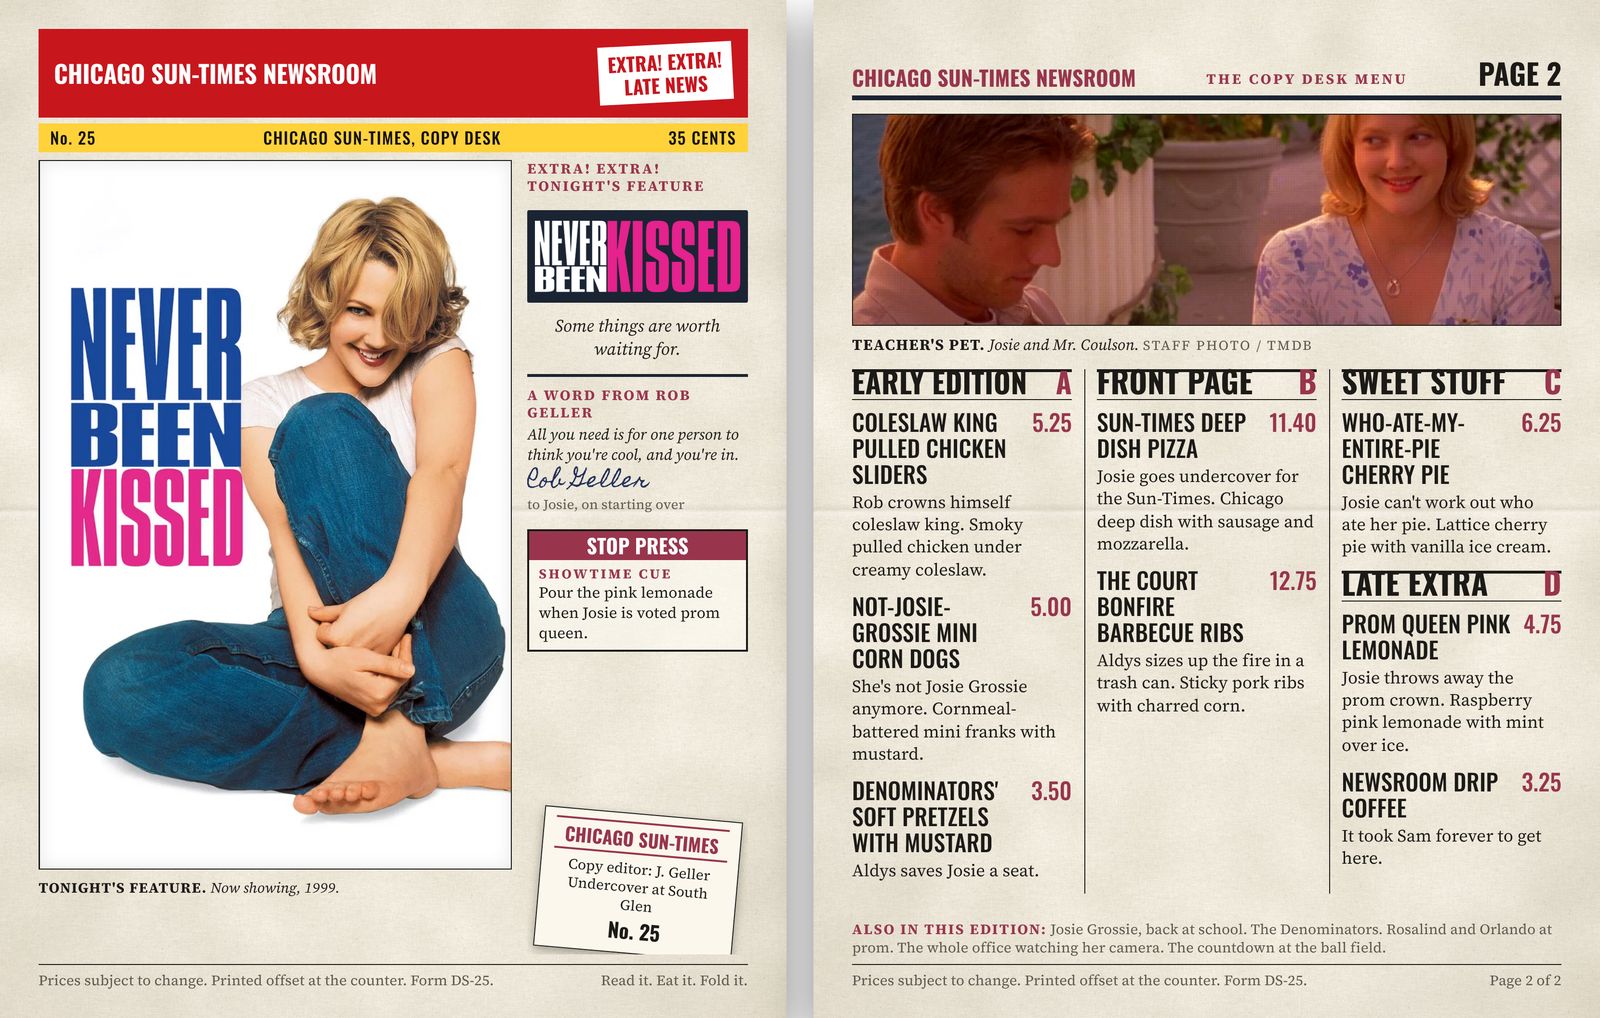 CHICAGO SUN-TIMES NEWSROOM
EXTRA! EXTRA!
LATE NEWS
No. 25
CHICAGO SUN-TIMES, COPY DESK
35 CENTS
NEVER
BEEN
KISSED
TONIGHT'S FEATURE. Now showing, 1999.
EXTRA! EXTRA!
TONIGHT'S FEATURE
NEVER
BEEN
KISSED
Some things are worth
waiting for.
A WORD FROM ROB
GELLER
All you need is for one person to
think you're cool, and you're in.
Rob Geller
to Josie, on starting over
STOP PRESS
SHOWTIME CUE
Pour the pink lemonade
when Josie is voted prom
queen.
CHICAGO SUN-TIMES
Copy editor: J. Geller
Undercover at South
Glen
No. 25
Prices subject to change. Printed offset at the counter. Form DS-25.
Read it. Eat it. Fold it.
CHICAGO SUN-TIMES NEWSROOM
THE COPY DESK MENU
PAGE 2
TEACHER'S PET. Josie and Mr. Coulson. STAFF PHOTO / TMDB
EARLY EDITION A
COLESLAW KING 5.25
PULLED CHICKEN
SLIDERS
Rob crowns himself
coleslaw king. Smoky
pulled chicken under
creamy coleslaw.
NOT-JOSIE- 5.00
GROSSIE MINI
CORN DOGS
She's not Josie Grossie
anymore. Cornmeal-
battered mini franks with
mustard.
DENOMINATORS' 3.50
SOFT PRETZELS
WITH MUSTARD
Aldys saves Josie a seat.
FRONT PAGE B
SUN-TIMES DEEP 11.40
DISH PIZZA
Josie goes undercover for
the Sun-Times. Chicago
deep dish with sausage and
mozzarella.
THE COURT 12.75
BONFIRE
BARBECUE RIBS
Aldys sizes up the fire in a
trash can. Sticky pork ribs
with charred corn.
SWEET STUFF C
WHO-ATE-MY- 6.25
ENTIRE-PIE
CHERRY PIE
Josie can't work out who
ate her pie. Lattice cherry
pie with vanilla ice cream.
LATE EXTRA D
PROM QUEEN PINK 4.75
LEMONADE
Josie throws away the
prom crown. Raspberry
pink lemonade with mint
over ice.
NEWSROOM DRIP 3.25
COFFEE
It took Sam forever to get
here.
ALSO IN THIS EDITION: Josie Grossie, back at school. The Denominators. Rosalind and Orlando at
prom. The whole office watching her camera. The countdown at the ball field.
Prices subject to change. Printed offset at the counter. Form DS-25.
Page 2 of 2